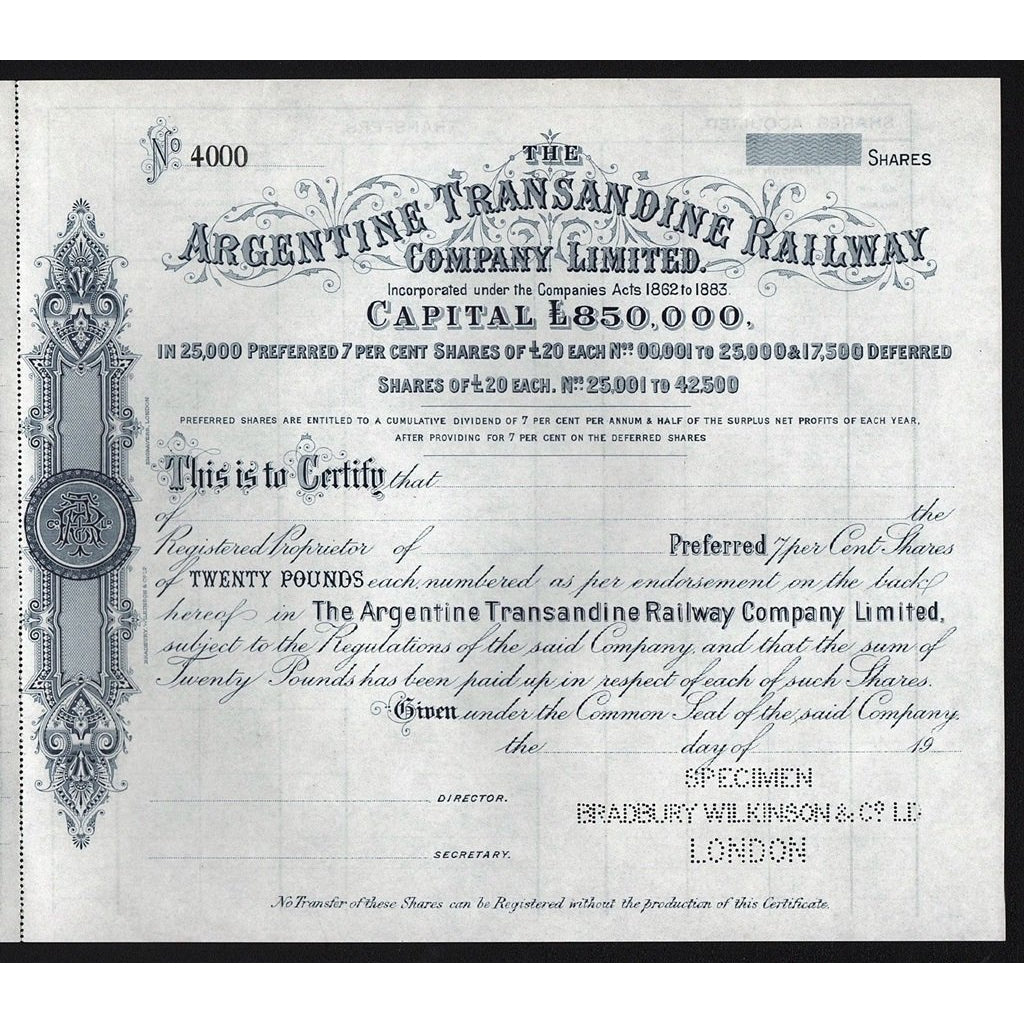 No 4000
SHARES
THE
ARGENTINE TRANSANDINE RAILWAY
COMPANY LIMITED.
Incorporated under the Companies Acts 1862 to 1883.
CAPITAL £850,000,
IN 25,000 PREFERRED 7 PER CENT SHARES OF £20 EACH Nos 00,001 TO 25,000 & 17,500 DEFERRED
SHARES OF £20 EACH. Nos 25,001 TO 42,500
PREFERRED SHARES ARE ENTITLED TO A CUMULATIVE DIVIDEND OF 7 PER CENT PER ANNUM & HALF OF THE SURPLUS NET PROFITS OF EACH YEAR,
AFTER PROVIDING FOR 7 PER CENT ON THE DEFERRED SHARES
This is to Certify that
of the
Registered Proprietor of Preferred 7 per Cent Shares
of TWENTY POUNDS each, numbered as per endorsement on the back
hereof in The Argentine Transandine Railway Company Limited,
subject to the Regulations of the said Company, and that the sum of
Twenty Pounds has been paid up in respect of each of such Shares.
Given under the Common Seal of the said Company.
the day of 19
SPECIMEN
BRADBURY WILKINSON & Co LD
LONDON
DIRECTOR.
SECRETARY.
No Transfer of these Shares can be Registered without the production of this Certificate.
BRADBURY, WILKINSON & Co LD
ENGRAVERS, LONDON